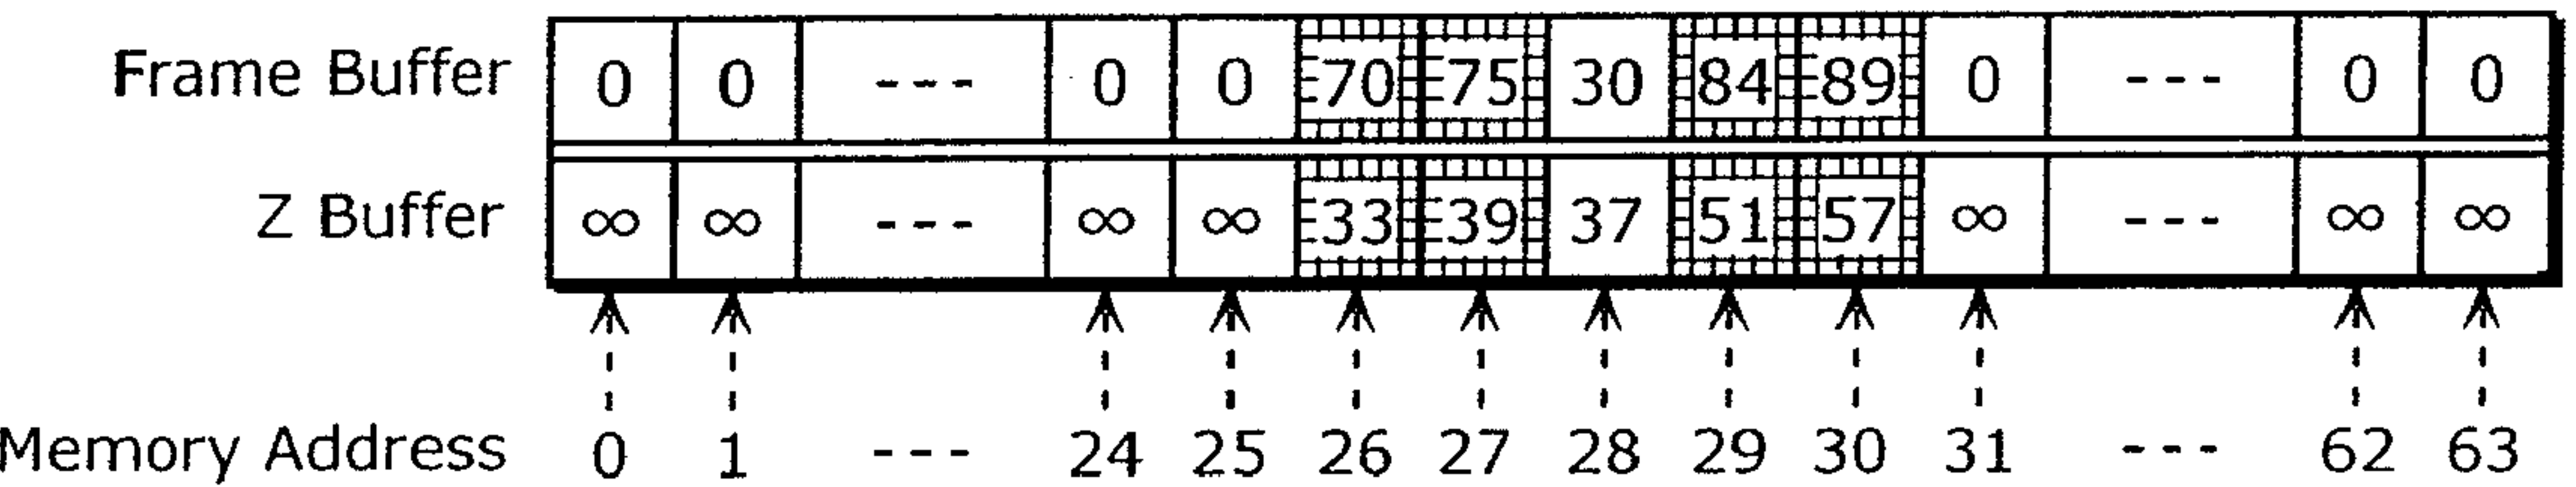 Frame Buffer 0 0 --- 0 0 70 75 30 84 89 0 --- 0 0
Z Buffer ∞ ∞ --- ∞ ∞ 33 39 37 51 57 ∞ --- ∞ ∞
Memory Address 0 1 --- 24 25 26 27 28 29 30 31 --- 62 63